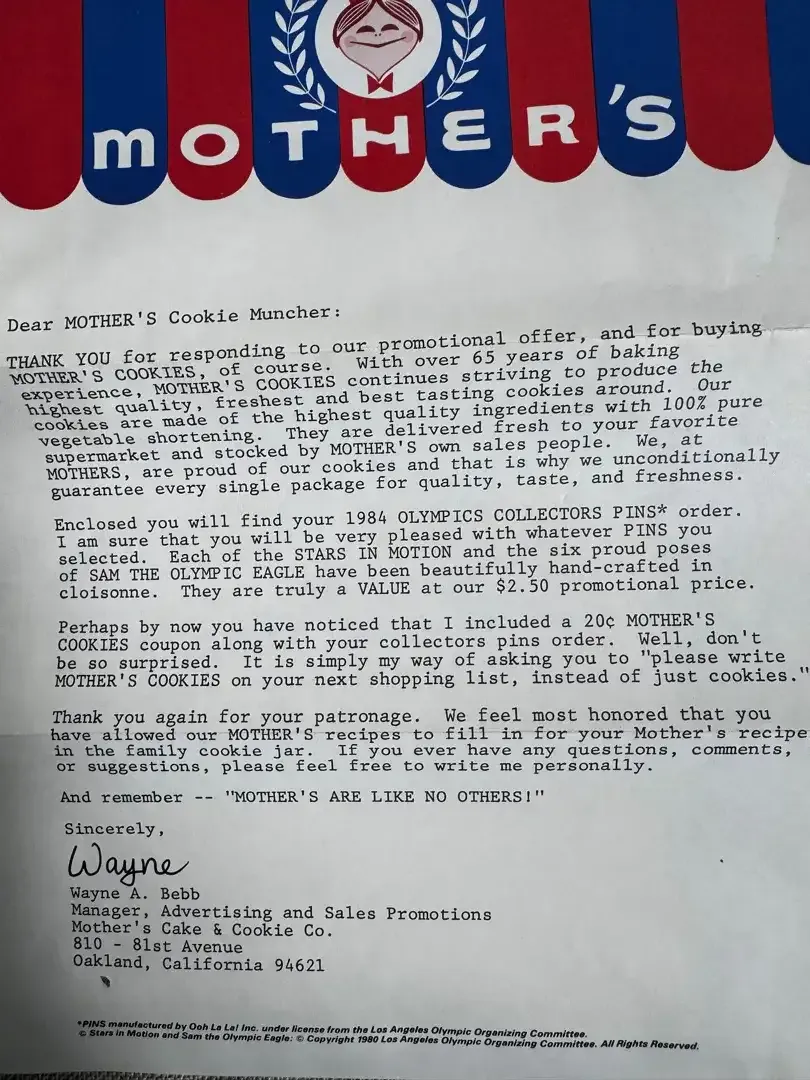 MOTHER'S
Dear MOTHER'S Cookie Muncher:
THANK YOU for responding to our promotional offer, and for buying
MOTHER'S COOKIES, of course. With over 65 years of baking
experience, MOTHER'S COOKIES continues striving to produce the
highest quality, freshest and best tasting cookies around. Our
cookies are made of the highest quality ingredients with 100% pure
vegetable shortening. They are delivered fresh to your favorite
supermarket and stocked by MOTHER'S own sales people. We, at
MOTHERS, are proud of our cookies and that is why we unconditionally
guarantee every single package for quality, taste, and freshness.
Enclosed you will find your 1984 OLYMPICS COLLECTORS PINS* order.
I am sure that you will be very pleased with whatever PINS you
selected. Each of the STARS IN MOTION and the six proud poses
of SAM THE OLYMPIC EAGLE have been beautifully hand-crafted in
cloisonne. They are truly a VALUE at our $2.50 promotional price.
Perhaps by now you have noticed that I included a 20¢ MOTHER'S
COOKIES coupon along with your collectors pins order. Well, don't
be so surprised. It is simply my way of asking you to "please write
MOTHER'S COOKIES on your next shopping list, instead of just cookies."
Thank you again for your patronage. We feel most honored that you
have allowed our MOTHER'S recipes to fill in for your Mother's recipe
in the family cookie jar. If you ever have any questions, comments,
or suggestions, please feel free to write me personally.
And remember -- "MOTHER'S ARE LIKE NO OTHERS!"
Sincerely,
Wayne
Wayne A. Bebb
Manager, Advertising and Sales Promotions
Mother's Cake & Cookie Co.
810 - 81st Avenue
Oakland, California 94621
*PINS manufactured by Ooh La La! Inc. under license from the Los Angeles Olympic Organizing Committee.
© Stars in Motion and Sam the Olympic Eagle: © Copyright 1980 Los Angeles Olympic Organizing Committee. All Rights Reserved.